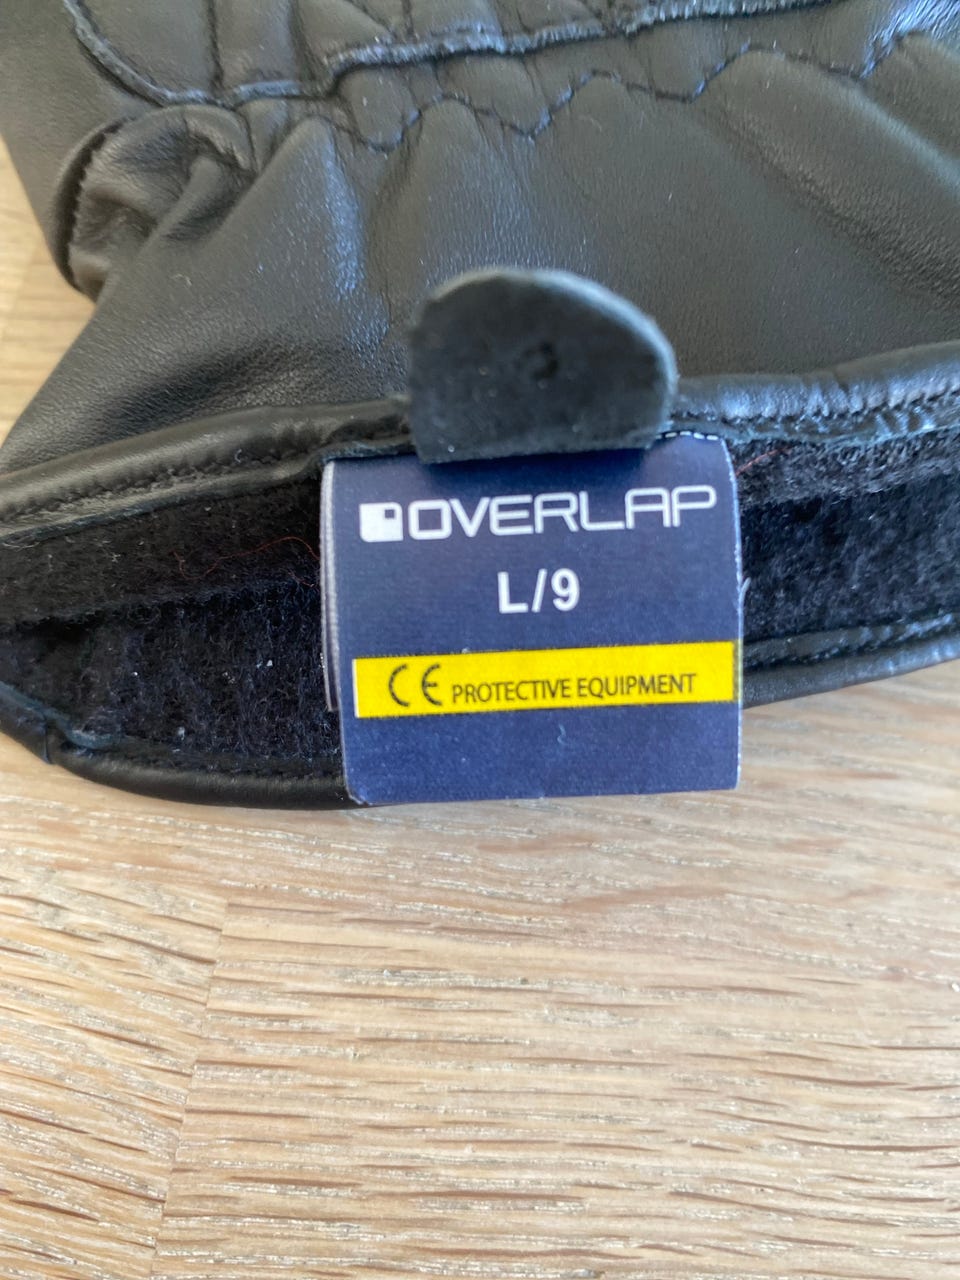 OVERLAP
L/9
CE PROTECTIVE EQUIPMENT